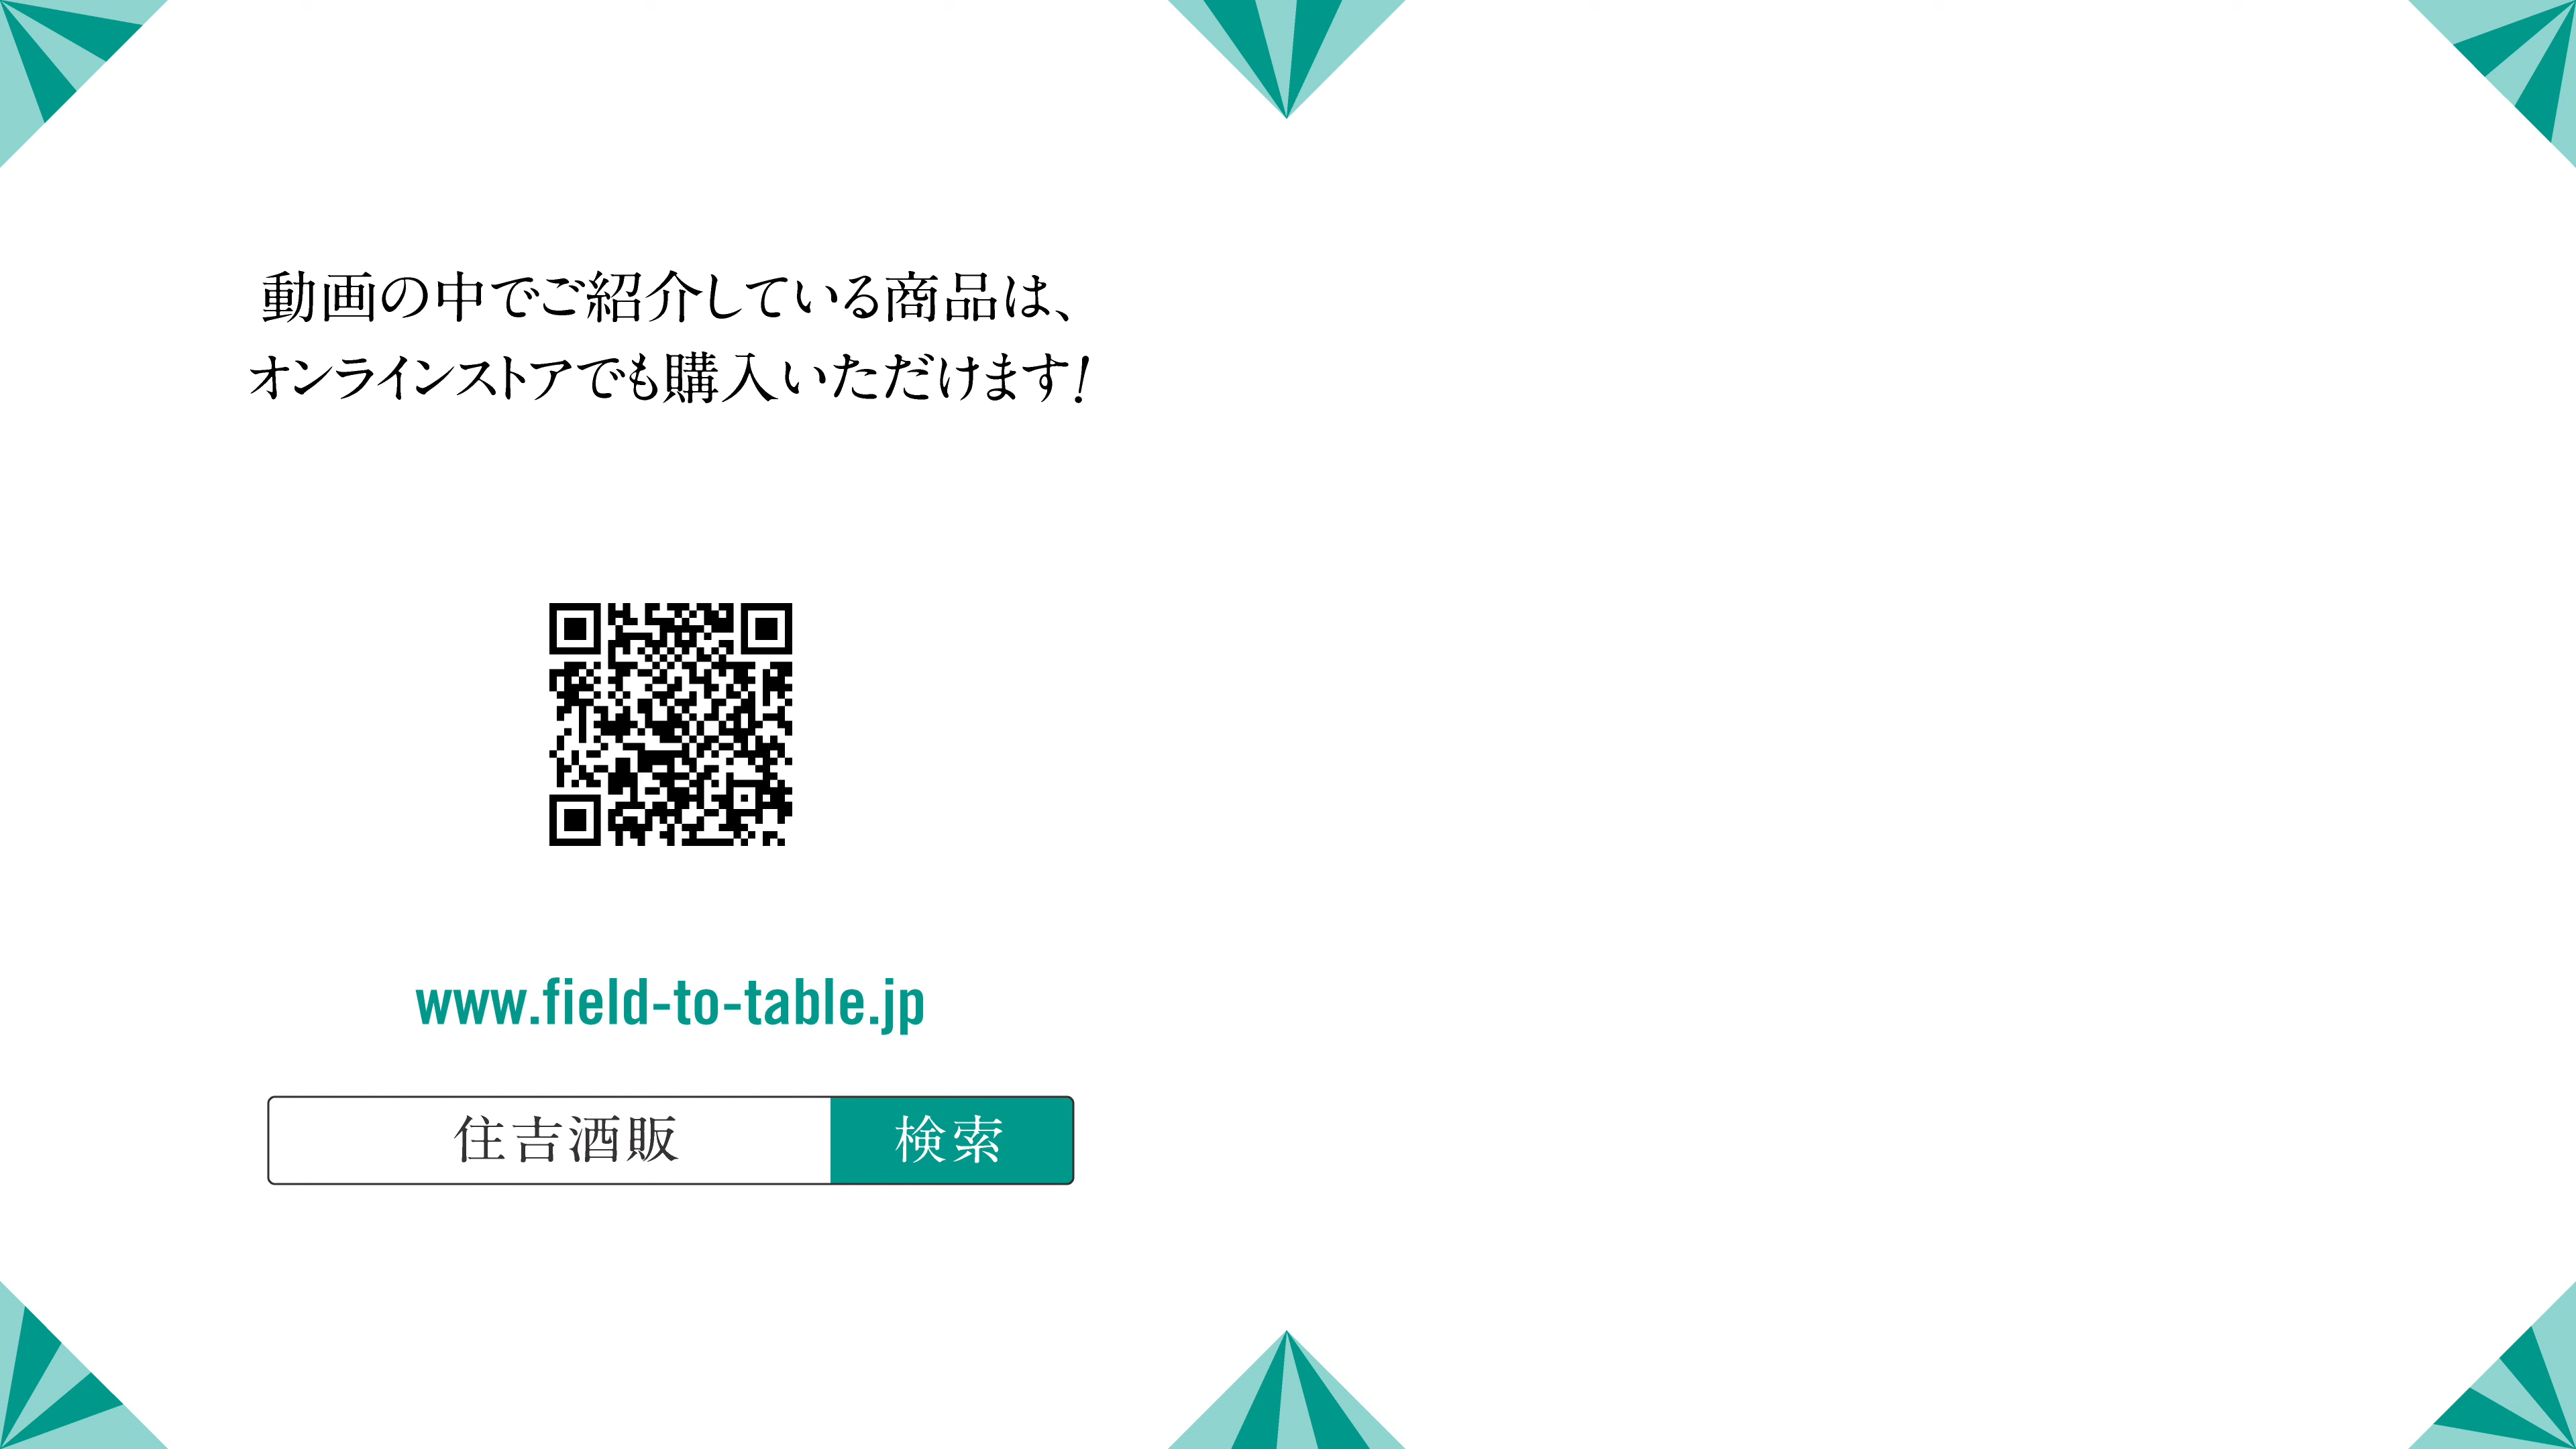 動画の中でご紹介している商品は、
オンラインストアでも購入いただけます!
www.field-to-table.jp
住吉酒販 検索